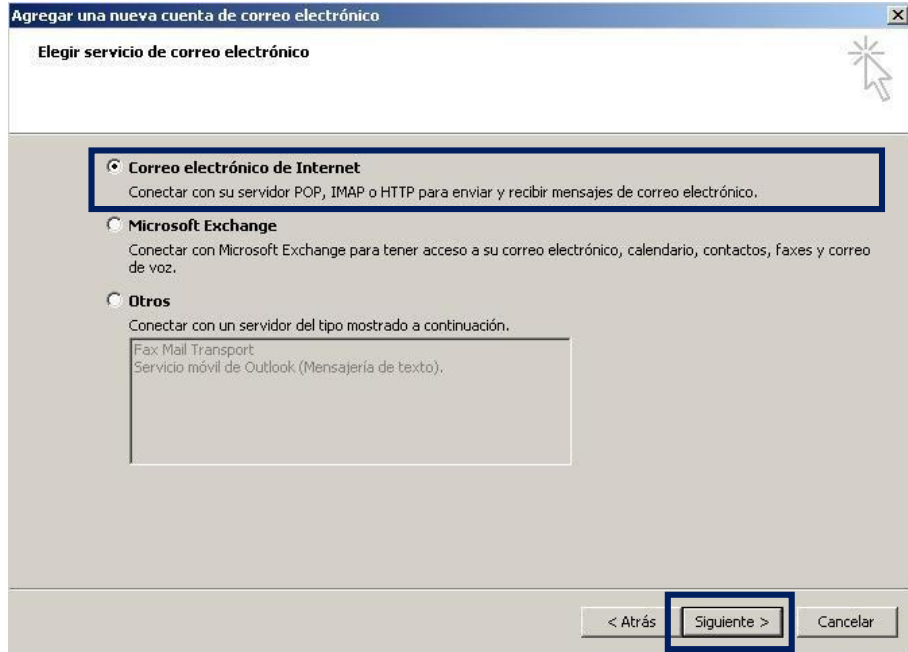 Agregar una nueva cuenta de correo electrónico
Elegir servicio de correo electrónico
Correo electrónico de Internet
Conectar con su servidor POP, IMAP o HTTP para enviar y recibir mensajes de correo electrónico.
Microsoft Exchange
Conectar con Microsoft Exchange para tener acceso a su correo electrónico, calendario, contactos, faxes y correo
de voz.
Otros
Conectar con un servidor del tipo mostrado a continuación.
Fax Mail Transport
Servicio móvil de Outlook (Mensajería de texto).
< Atrás Siguiente > Cancelar